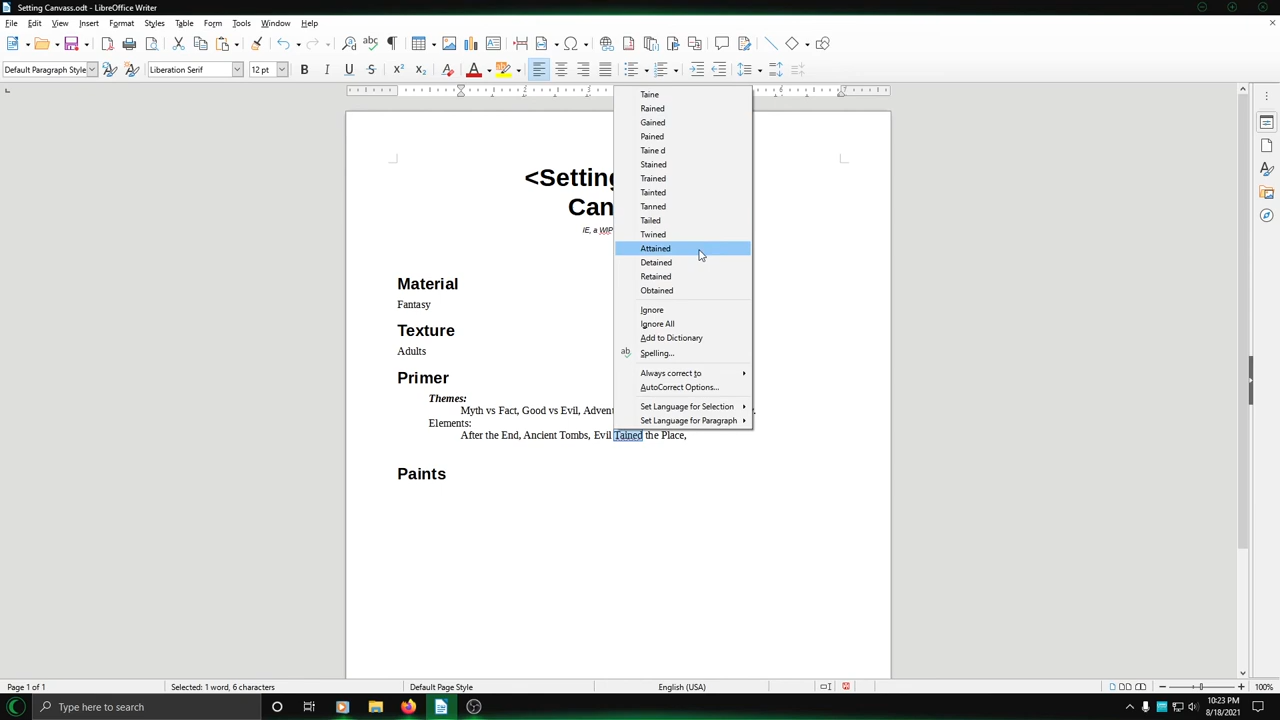 Setting Canvass.odt - LibreOffice Writer
File Edit View Insert Format Styles Table Form Tools Window Help
Default Paragraph Style Liberation Serif 12 pt
<Setting
Can
IE, a WIP
Material
Fantasy
Texture
Adults
Primer
Themes:
Myth vs Fact, Good vs Evil, Advent
Elements:
After the End, Ancient Tombs, Evil Tained the Place,
Paints
Taine
Rained
Gained
Pained
Taine d
Stained
Trained
Tainted
Tanned
Tailed
Twined
Attained
Detained
Retained
Obtained
Ignore
Ignore All
Add to Dictionary
Spelling...
Always correct to
AutoCorrect Options...
Set Language for Selection
Set Language for Paragraph
Page 1 of 1 Selected: 1 word, 6 characters Default Page Style English (USA) 100%
Type here to search
10:23 PM
8/18/2021